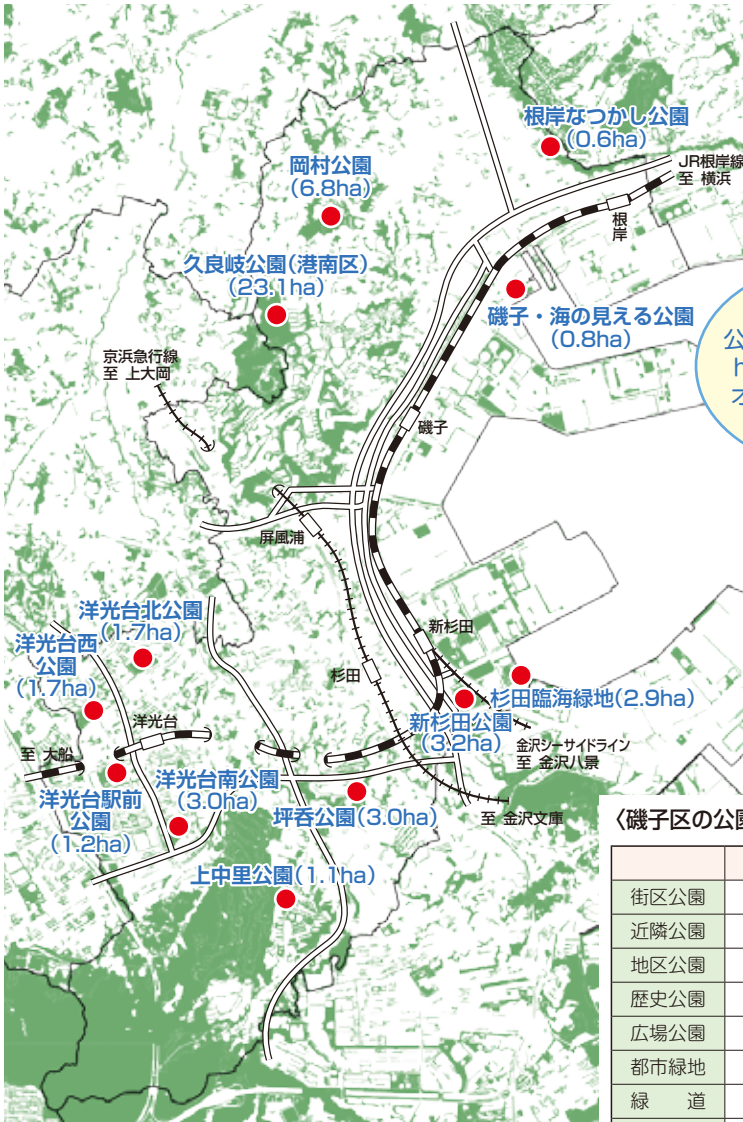 根岸なつかし公園
(0.6ha)
JR根岸線
至 横浜
根岸
岡村公園
(6.8ha)
久良岐公園(港南区)
(23.1ha)
磯子・海の見える公園
(0.8ha)
京浜急行線
至 上大岡
磯子
屏風浦
新杉田
杉田
洋光台北公園
(1.7ha)
洋光台西
公園
(1.7ha)
洋光台
至 大船
杉田臨海緑地(2.9ha)
新杉田公園
(3.2ha)
金沢シーサイドライン
至 金沢八景
洋光台駅前
公園
(1.2ha)
洋光台南公園
(3.0ha)
坪呑公園(3.0ha)
至 金沢文庫
上中里公園(1.1ha)
〈磯子区の公園
街区公園
近隣公園
地区公園
歴史公園
広場公園
都市緑地
緑 道